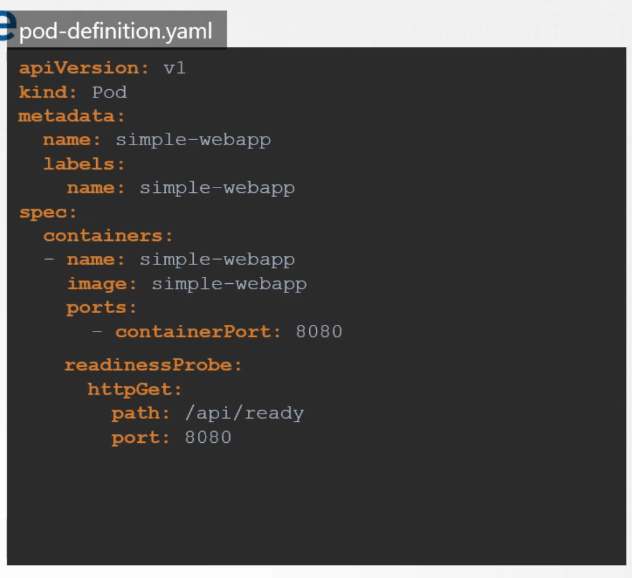 e
pod-definition.yaml
apiVersion: v1
kind: Pod
metadata:
  name: simple-webapp
  labels:
    name: simple-webapp
spec:
  containers:
  - name: simple-webapp
    image: simple-webapp
    ports:
      - containerPort: 8080
    readinessProbe:
      httpGet:
        path: /api/ready
        port: 8080